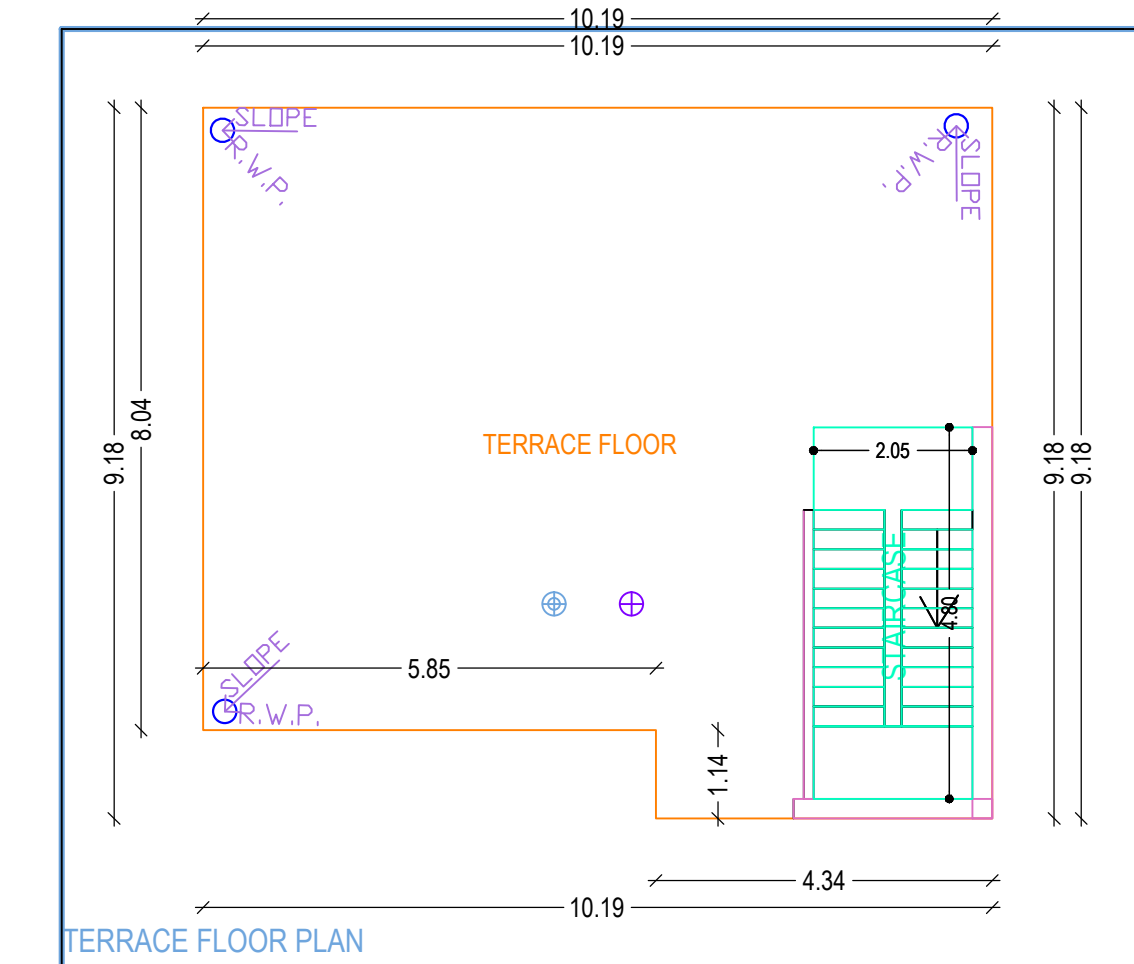 10.19
10.19
SLOPE
R.W.P.
R.W.P.
SLOPE
8.04
9.18
TERRACE FLOOR
2.05
9.18
9.18
STAIRCASE
4.80
SLOPE
R.W.P.
5.85
1.14
4.34
10.19
TERRACE FLOOR PLAN